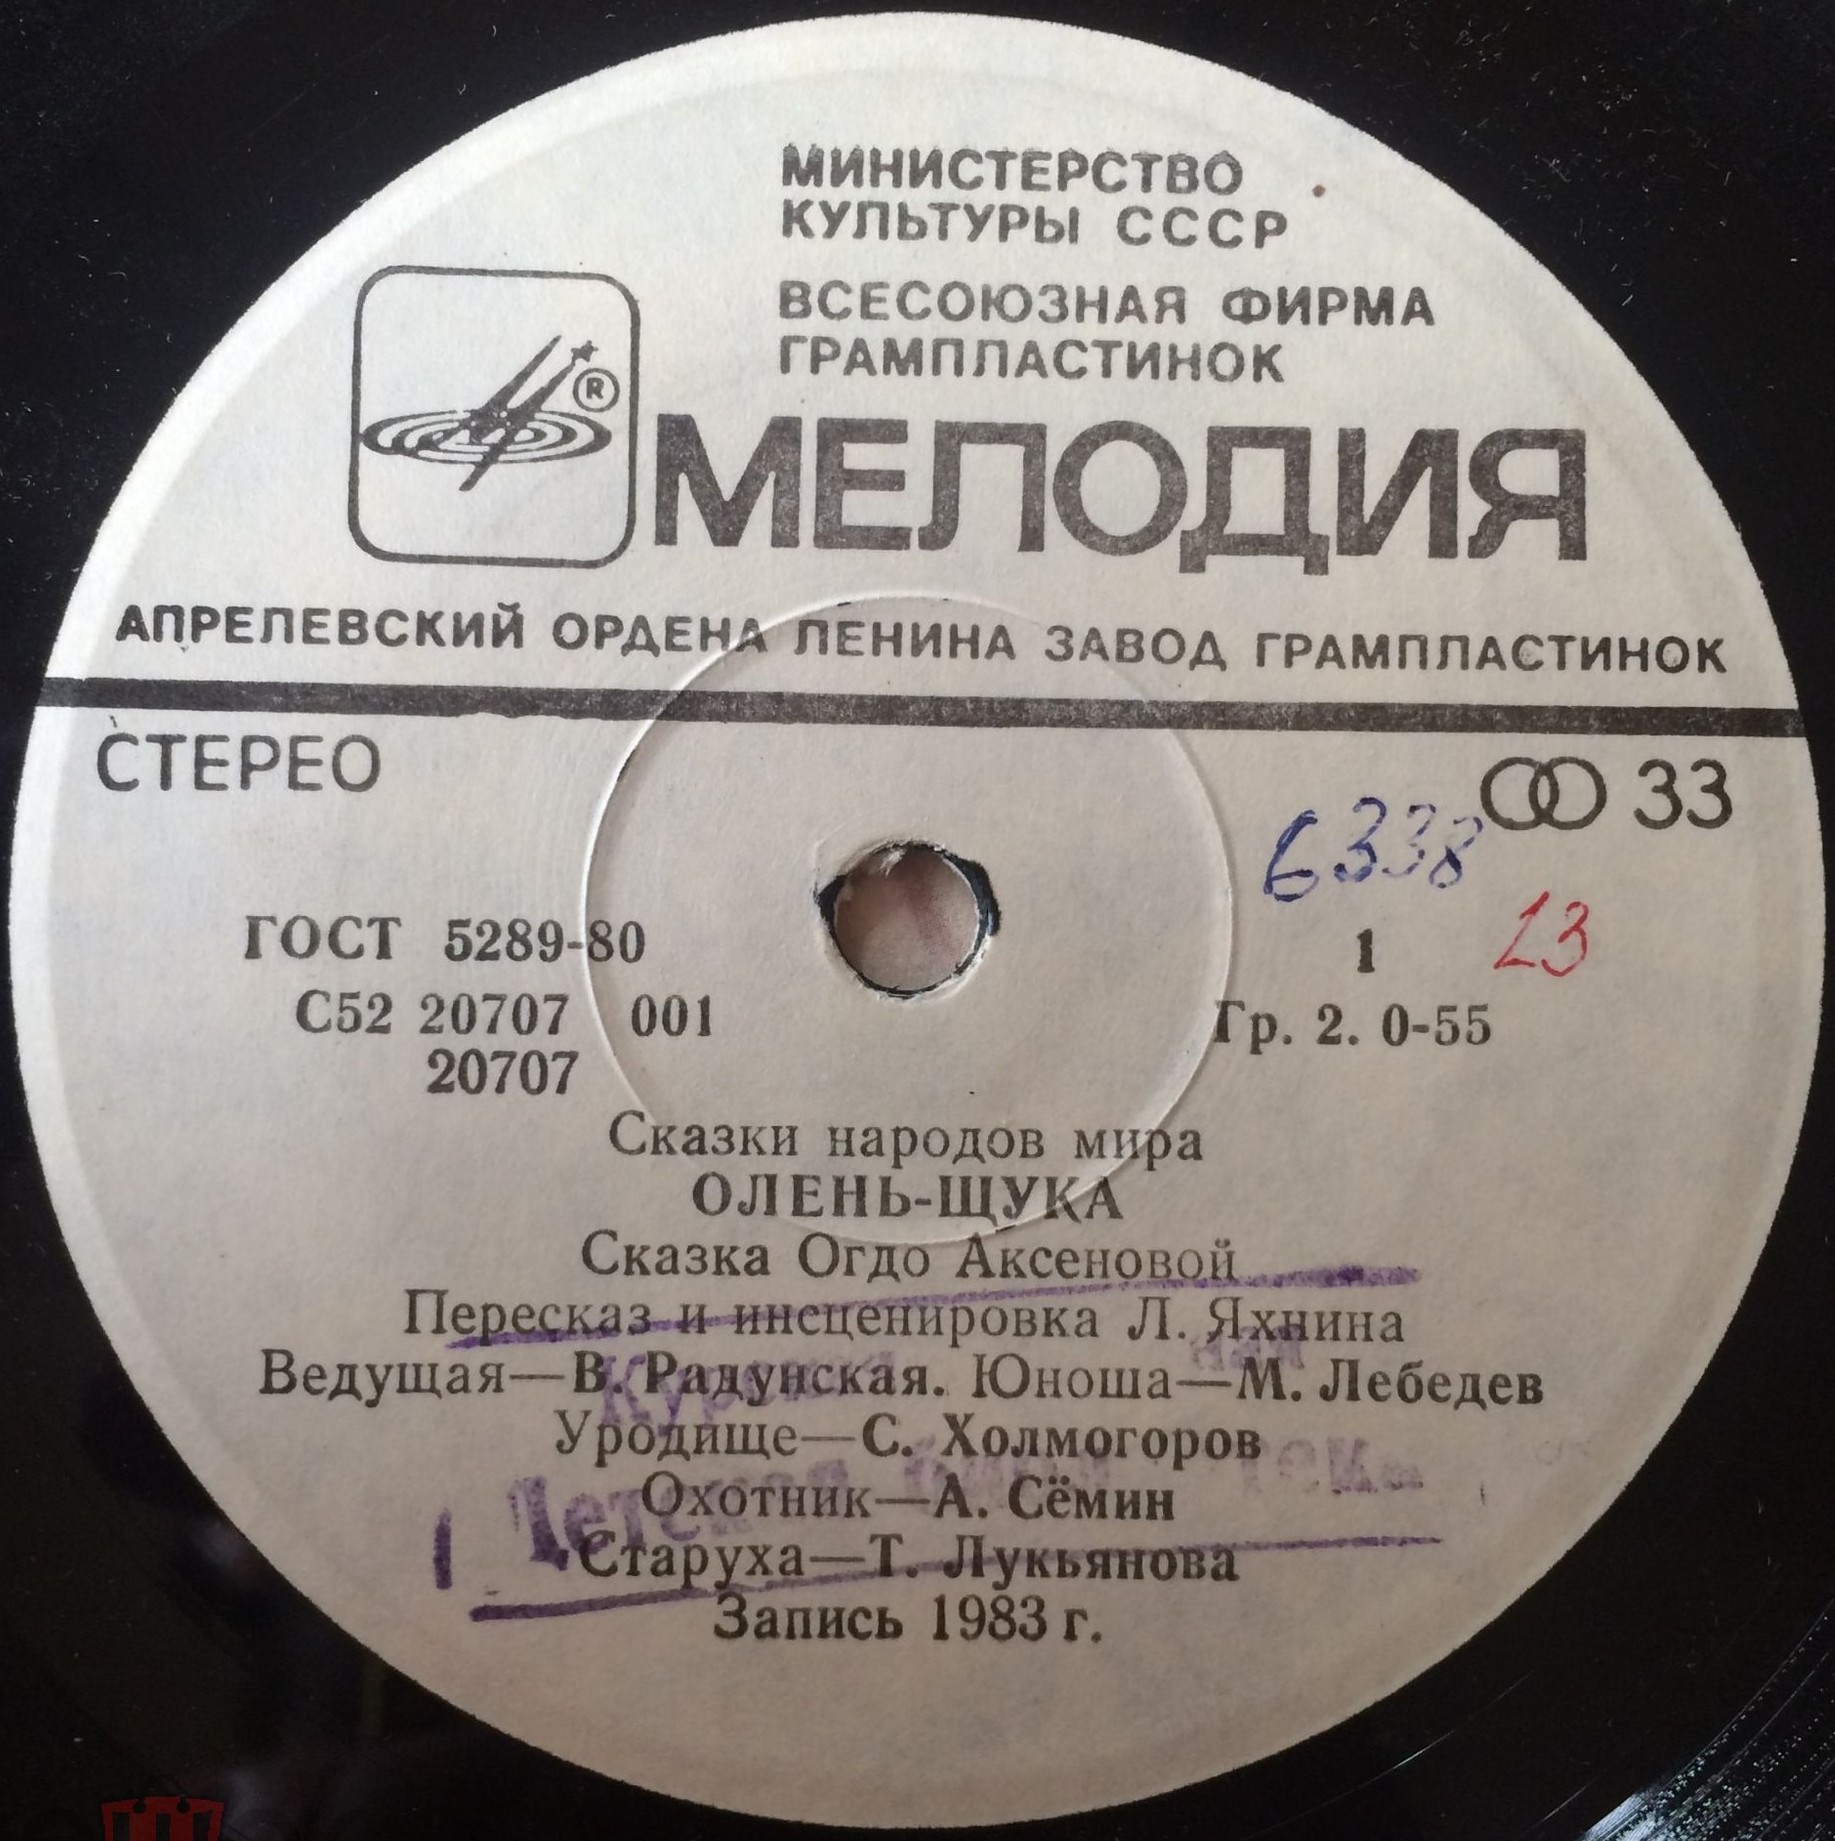 МИНИСТЕРСТВО
КУЛЬТУРЫ СССР
ВСЕСОЮЗНАЯ ФИРМА
ГРАМПЛАСТИНОК
®
МЕЛОДИЯ
АПРЕЛЕВСКИЙ ОРДЕНА ЛЕНИНА ЗАВОД ГРАМПЛАСТИНОК
СТЕРЕО
33
6338
ГОСТ 5289-80
1
23
С52 20707 001
Гр. 2. 0-55
20707
Сказки народов мира
ОЛЕНЬ-ЩУКА
Сказка Огдо Аксеновой
Пересказ и инсценировка Л. Яхнина
Ведущая—В. Радунская. Юноша—М. Лебедев
Уродище—С. Холмогоров
Охотник—А. Сёмин
Старуха—Т. Лукьянова
Запись 1983 г.